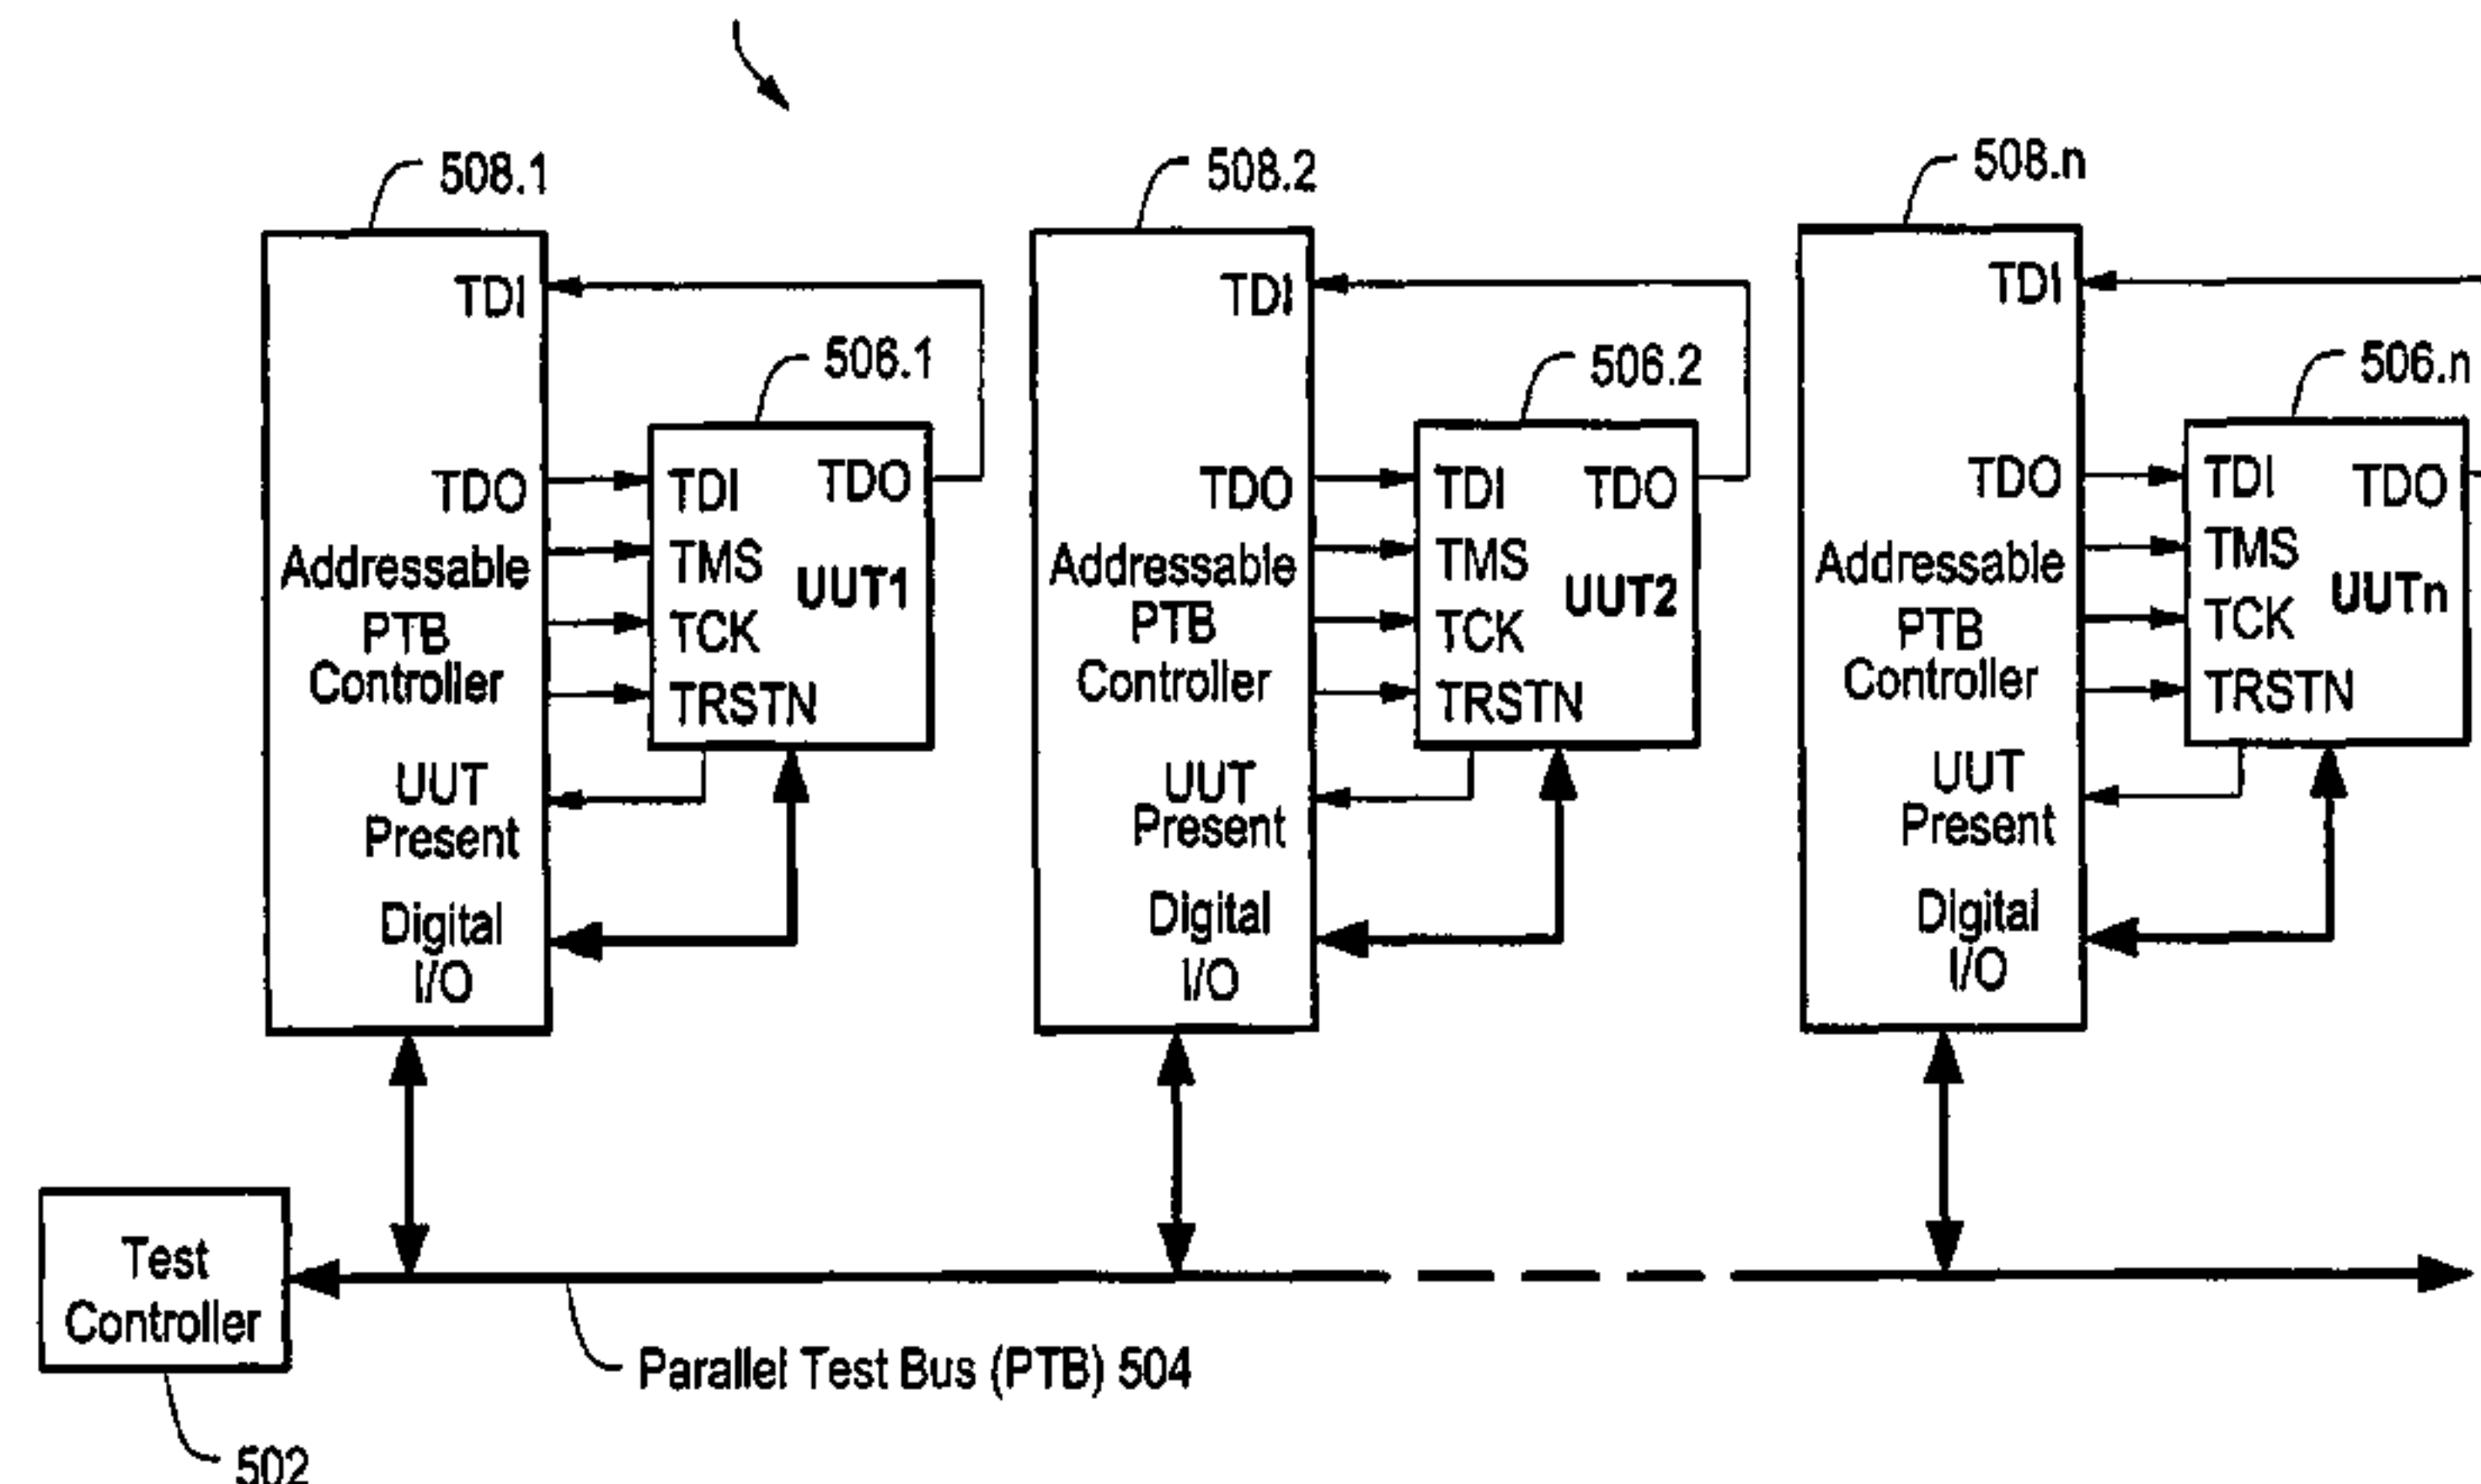 508.1
508.2
508.n
TDI
TDI
TDI
506.1
506.2
506.n
TDO
TDI
TDO
TDO
TDI
TDO
TDO
TDI
TDO
Addressable
PTB
Controller
TMS
UUT1
TCK
TRSTN
Addressable
PTB
Controller
TMS
UUT2
TCK
TRSTN
Addressable
PTB
Controller
TMS
UUTn
TCK
TRSTN
UUT
Present
UUT
Present
UUT
Present
Digital
I/O
Digital
I/O
Digital
I/O
Test
Controller
Parallel Test Bus (PTB) 504
502